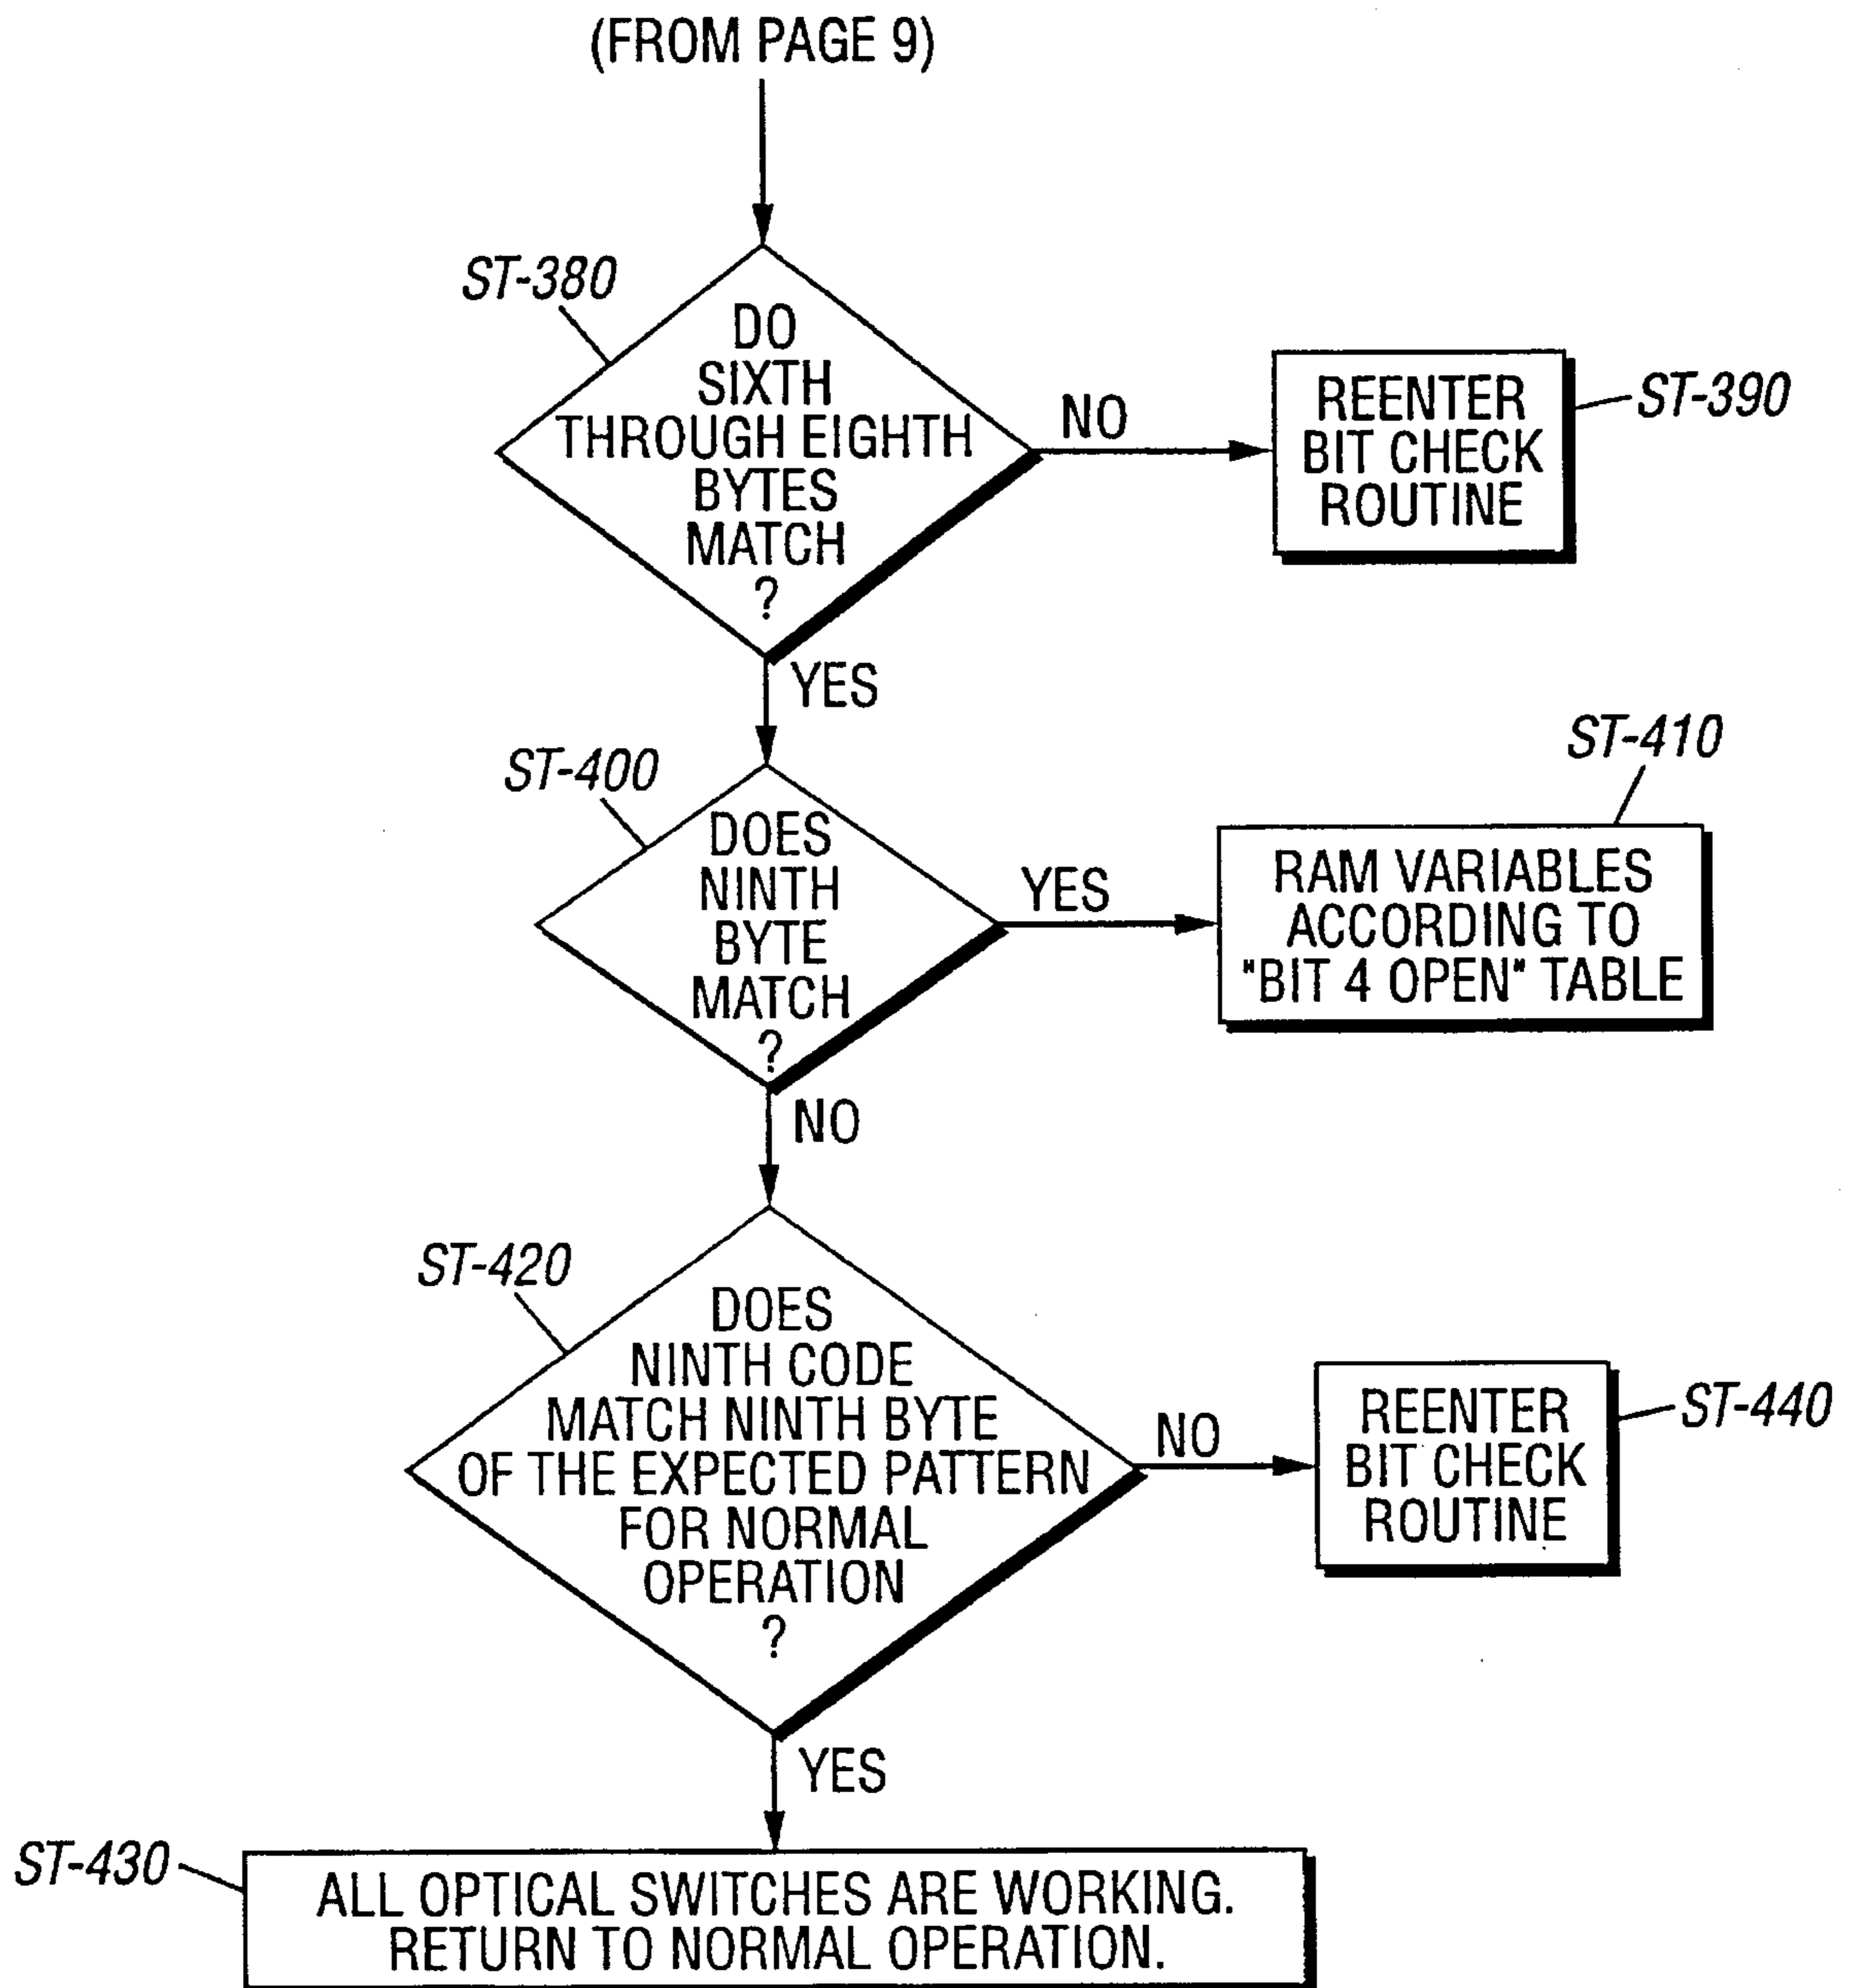 (FROM PAGE 9)
ST-380
DO
SIXTH
THROUGH EIGHTH
BYTES
MATCH
?
NO
REENTER
BIT CHECK
ROUTINE
ST-390
YES
ST-400
DOES
NINTH
BYTE
MATCH
?
YES
ST-410
RAM VARIABLES
ACCORDING TO
"BIT 4 OPEN" TABLE
NO
ST-420
DOES
NINTH CODE
MATCH NINTH BYTE
OF THE EXPECTED PATTERN
FOR NORMAL
OPERATION
?
NO
REENTER
BIT CHECK
ROUTINE
ST-440
YES
ST-430
ALL OPTICAL SWITCHES ARE WORKING.
RETURN TO NORMAL OPERATION.